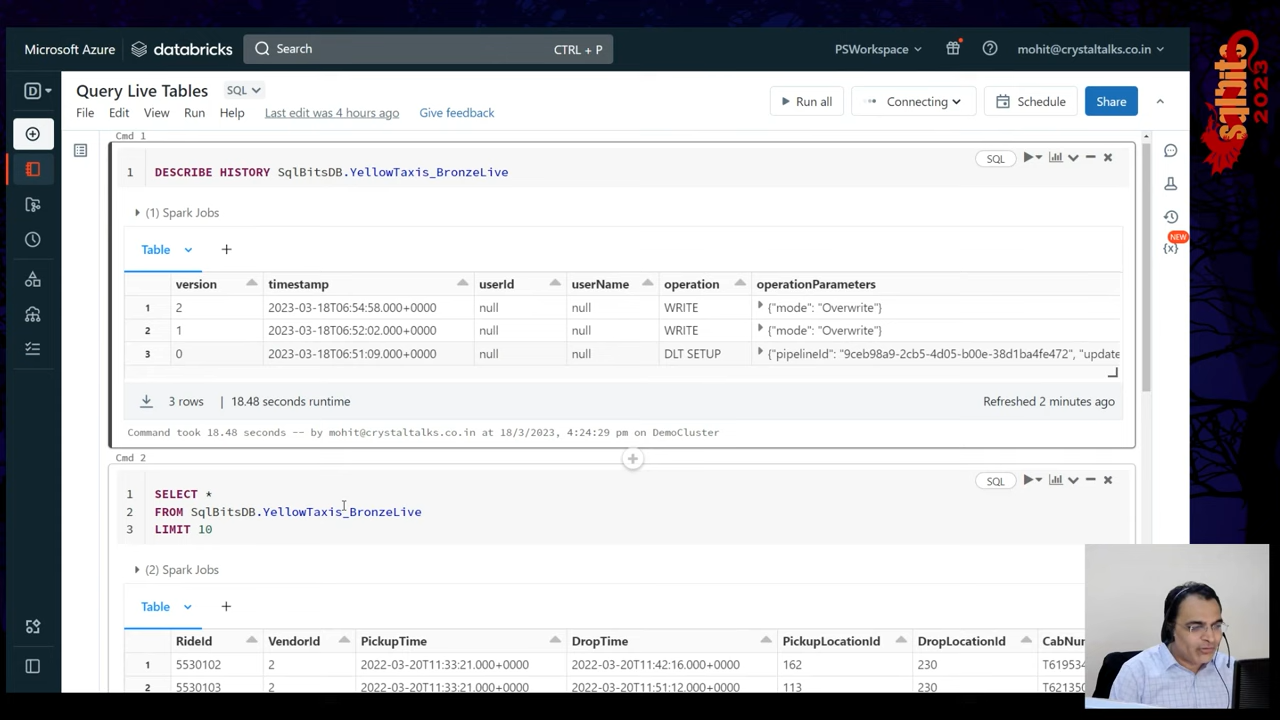 Microsoft Azure databricks Search CTRL + P PSWorkspace mohit@crystaltalks.co.in
sqlbits 2023
D
Query Live Tables SQL
Run all Connecting Schedule Share
File Edit View Run Help Last edit was 4 hours ago Give feedback
Cmd 1
1 DESCRIBE HISTORY SqlBitsDB.YellowTaxis_BronzeLive
SQL
(1) Spark Jobs
NEW
{x}
Table +
version timestamp userId userName operation operationParameters
1 2 2023-03-18T06:54:58.000+0000 null null WRITE {"mode": "Overwrite"}
2 1 2023-03-18T06:52:02.000+0000 null null WRITE {"mode": "Overwrite"}
3 0 2023-03-18T06:51:09.000+0000 null null DLT SETUP {"pipelineId": "9ceb98a9-2cb5-4d05-b00e-38d1ba4fe472", "update
3 rows | 18.48 seconds runtime Refreshed 2 minutes ago
Command took 18.48 seconds -- by mohit@crystaltalks.co.in at 18/3/2023, 4:24:29 pm on DemoCluster
Cmd 2
SQL
1 SELECT *
2 FROM SqlBitsDB.YellowTaxis_BronzeLive
3 LIMIT 10
(2) Spark Jobs
Table +
RideId VendorId PickupTime DropTime PickupLocationId DropLocationId CabNum
1 5530102 2 2022-03-20T11:33:21.000+0000 2022-03-20T11:42:16.000+0000 162 230 T619534
2 5530103 2 2022-03-20T11:33:21.000+0000 2022-03-20T11:51:12.000+0000 113 230 T621350